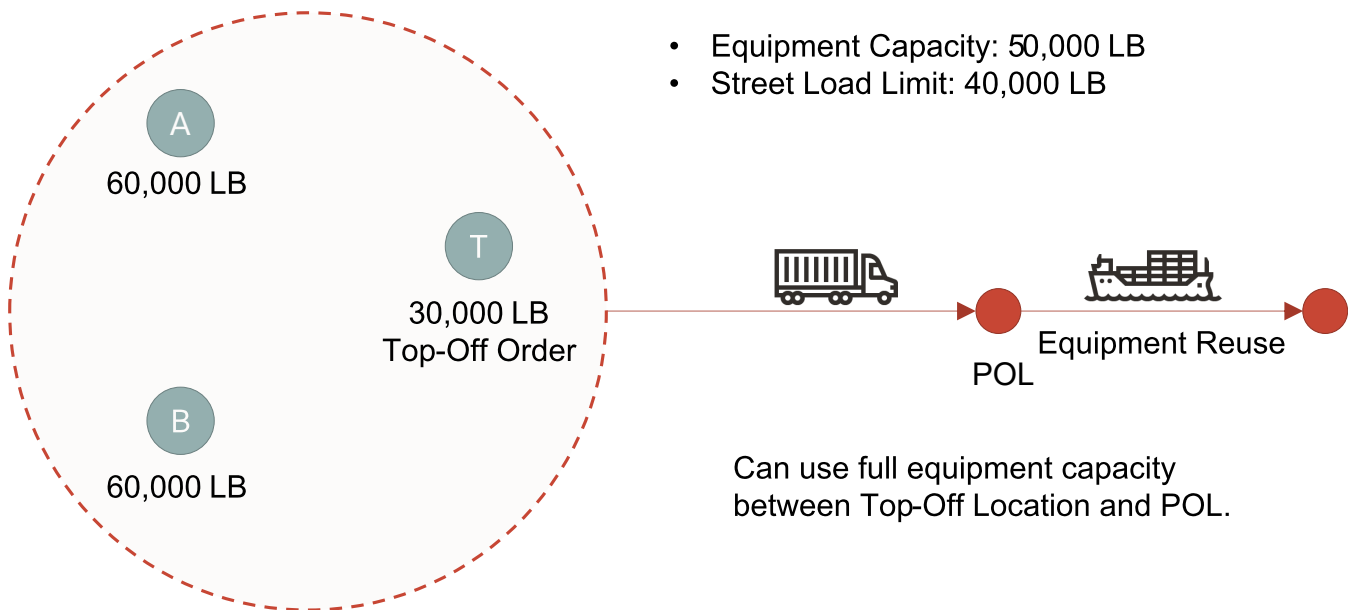 • Equipment Capacity: 50,000 LB
• Street Load Limit: 40,000 LB
A
60,000 LB
T
30,000 LB
Top-Off Order
B
60,000 LB
POL
Equipment Reuse
Can use full equipment capacity
between Top-Off Location and POL.